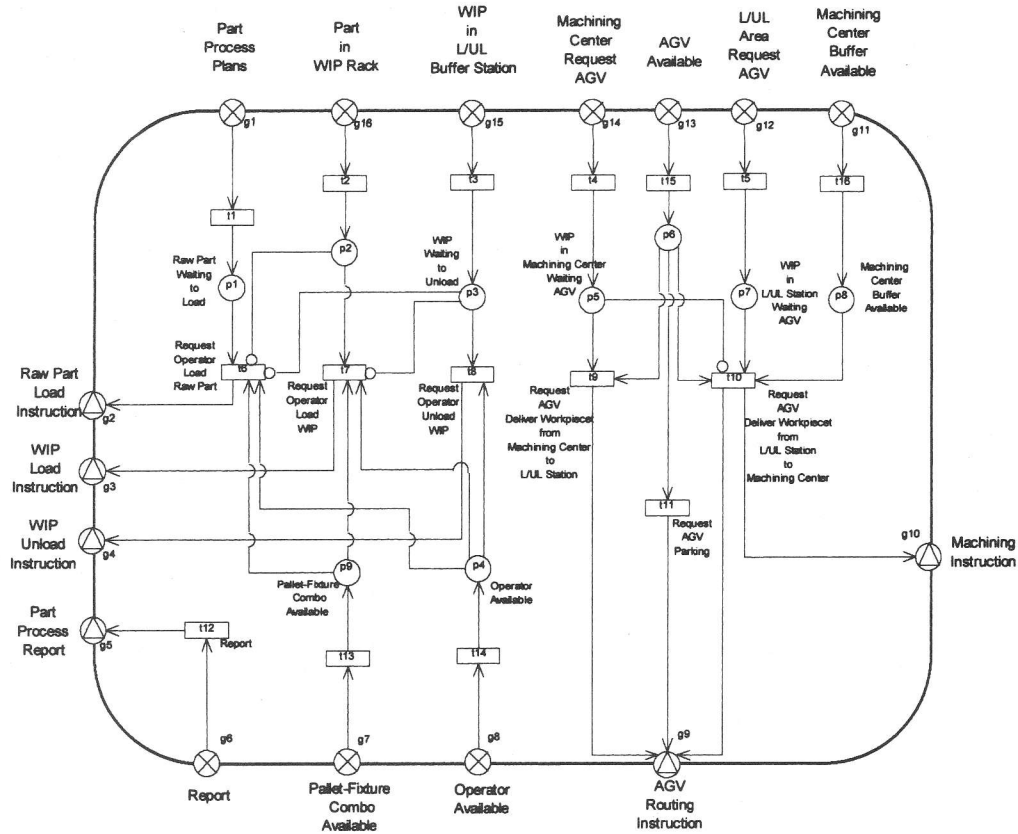 Part
Process
Plans
Part
in
WIP Rack
WIP
in
L/UL
Buffer Station
Machining
Center
Request
AGV
AGV
Available
L/UL
Area
Request
AGV
Machining
Center
Buffer
Available
g1
g16
g15
g14
g13
g12
g11
t2
t3
t4
t15
t5
t16
t1
p2
p6
Raw Part
Waiting
to
Load
p1
WIP
Waiting
to
Unload
p3
WIP
in
Machining Center
Waiting
AGV
p5
p7
WIP
in
L/UL Station
Waiting
AGV
p8
Machining
Center
Buffer
Available
Request
Operator
Load
Raw Part
t6
t7
t8
t9
t10
Request
Operator
Load
WIP
Request
Operator
Unload
WIP
Request
AGV
Deliver Workpiecet
from
Machining Center
to
L/UL Station
Request
AGV
Deliver Workpiecet
from
L/UL Station
to
Machining Center
Raw Part
Load
Instruction
g2
WIP
Load
Instruction
g3
WIP
Unload
Instruction
g4
t11
Request
AGV
Parking
g10
Machining
Instruction
p9
Pallet-Fixture
Combo
Available
p4
Operator
Available
Part
Process
Report
g5
t12
Report
t13
t14
g6
g7
g8
g9
Report
Pallet-Fixture
Combo
Available
Operator
Available
AGV
Routing
Instruction